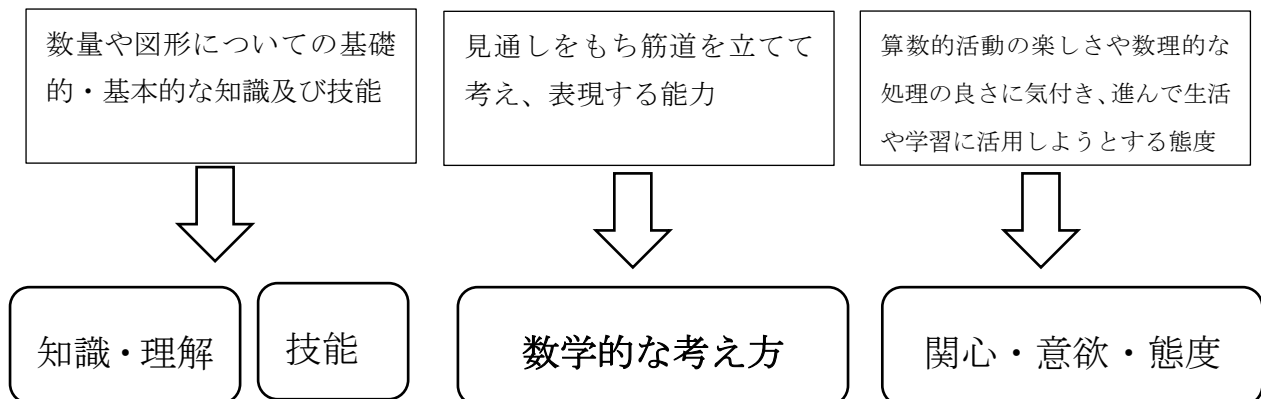 数量や図形についての基礎
的・基本的な知識及び技能
見通しをもち筋道を立てて
考え、表現する能力
算数的活動の楽しさや数理的な
処理の良さに気付き、進んで生活
や学習に活用しようとする態度
知識・理解
技能
数学的な考え方
関心・意欲・態度